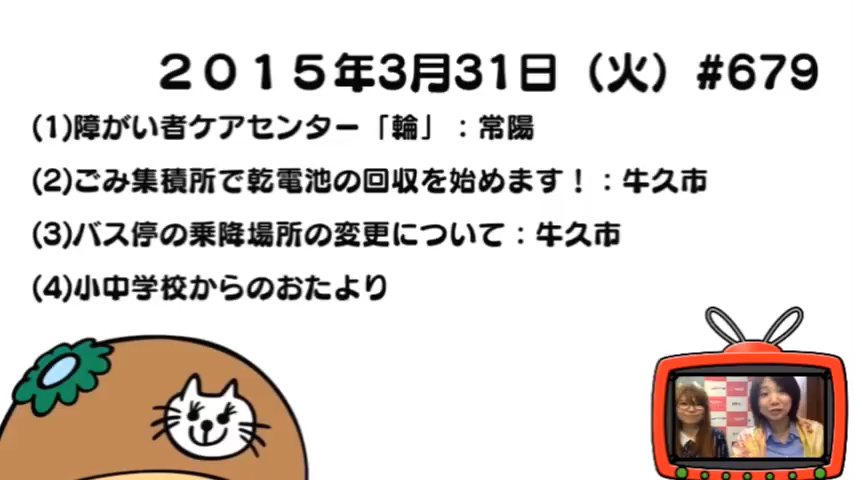 ２０１５年3月31日（火）#679
(1)障がい者ケアセンター「輪」：常陽
(2)ごみ集積所で乾電池の回収を始めます！：牛久市
(3)バス停の乗降場所の変更について：牛久市
(4)小中学校からのおたより